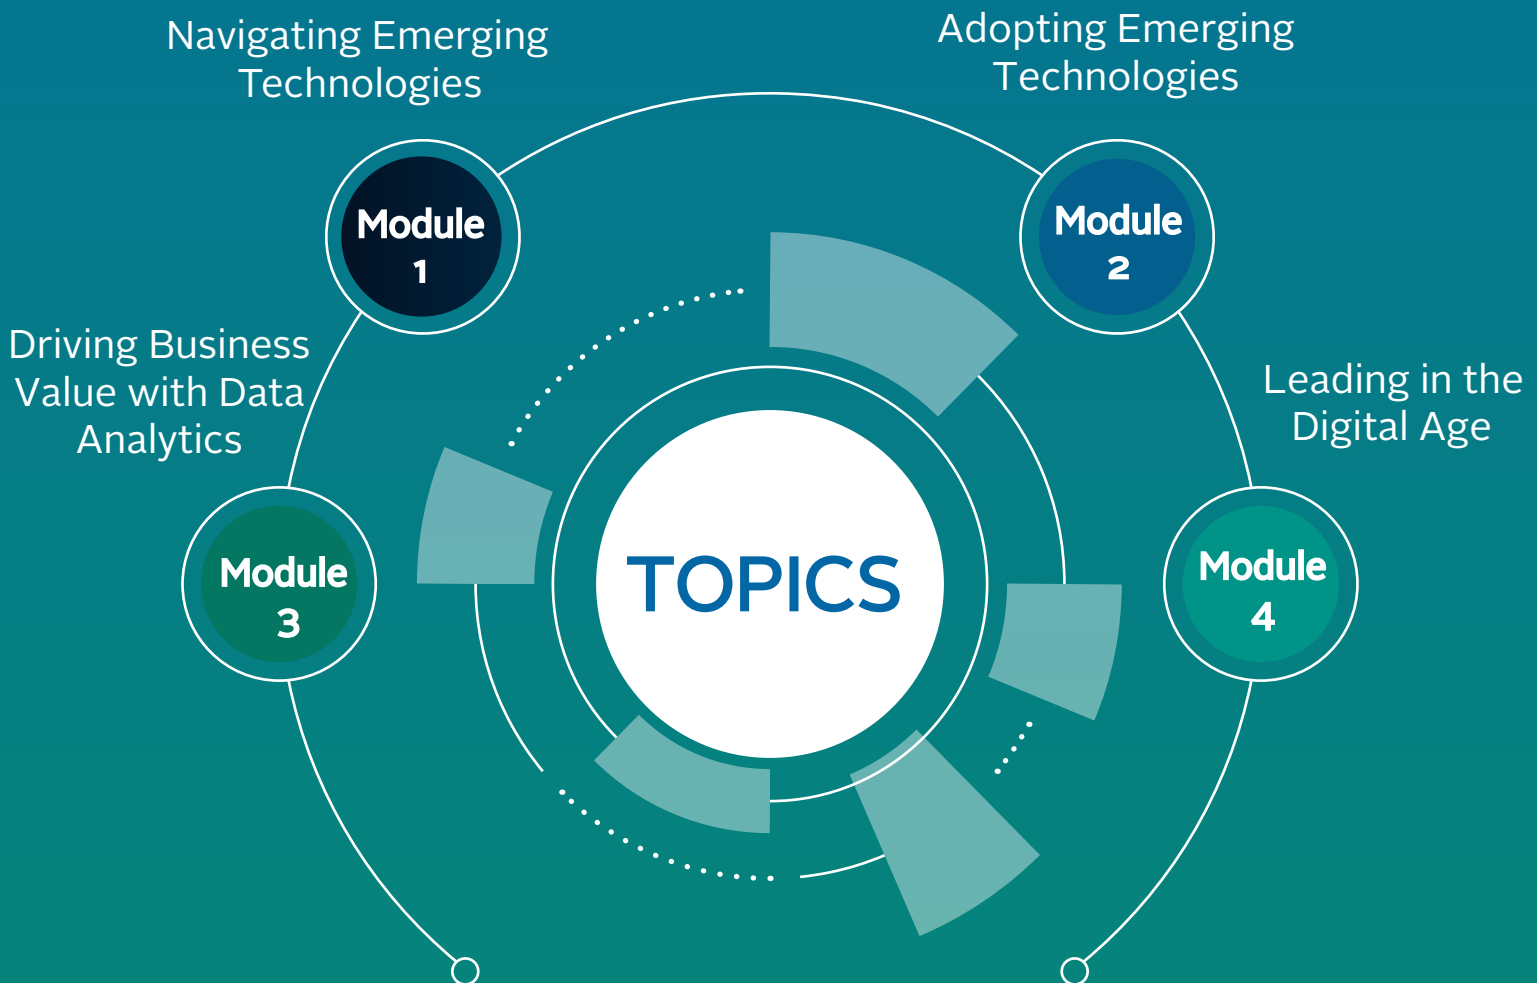 Navigating Emerging
Technologies
Module
1
Adopting Emerging
Technologies
Module
2
Driving Business
Value with Data
Analytics
Module
3
Leading in the
Digital Age
Module
4
TOPICS